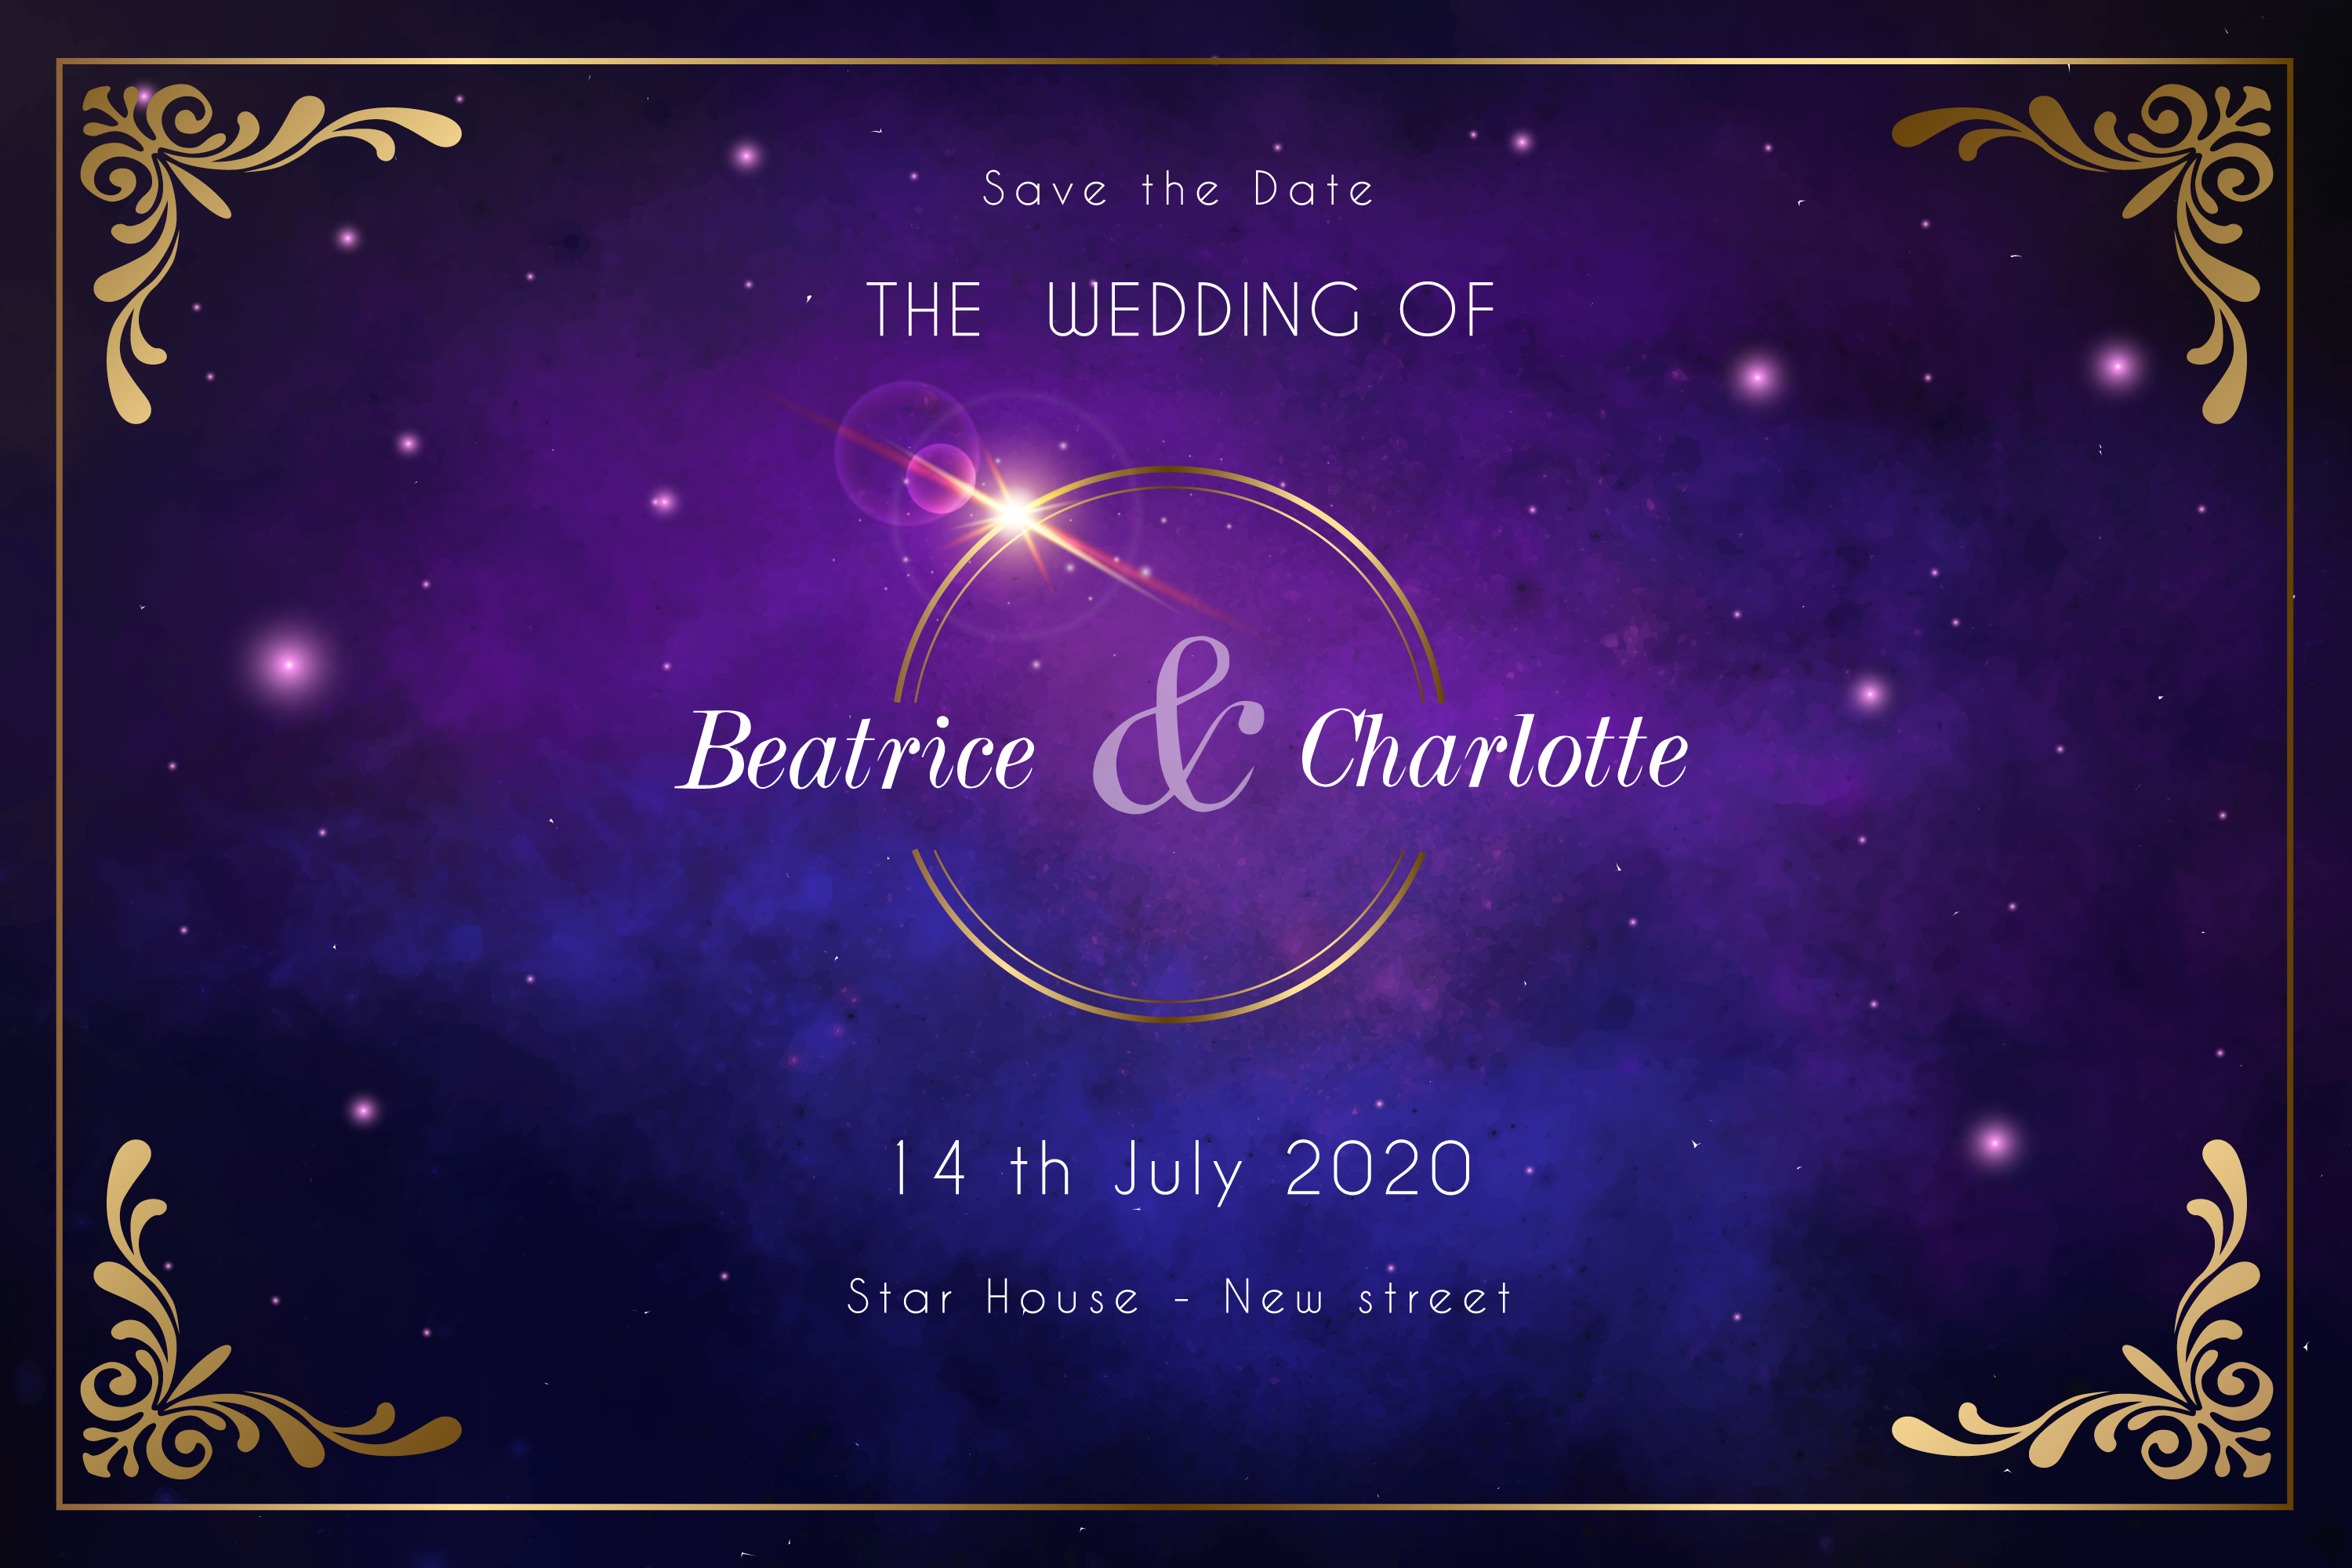 Save the Date
THE WEDDING OF
Beatrice & Charlotte
14 th July 2020
Star House - New street